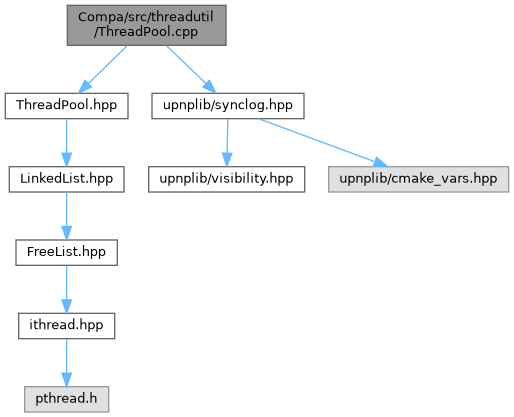 Compa/src/threadutil
/ThreadPool.cpp
ThreadPool.hpp
upnplib/synclog.hpp
LinkedList.hpp
upnplib/visibility.hpp
upnplib/cmake_vars.hpp
FreeList.hpp
ithread.hpp
pthread.h